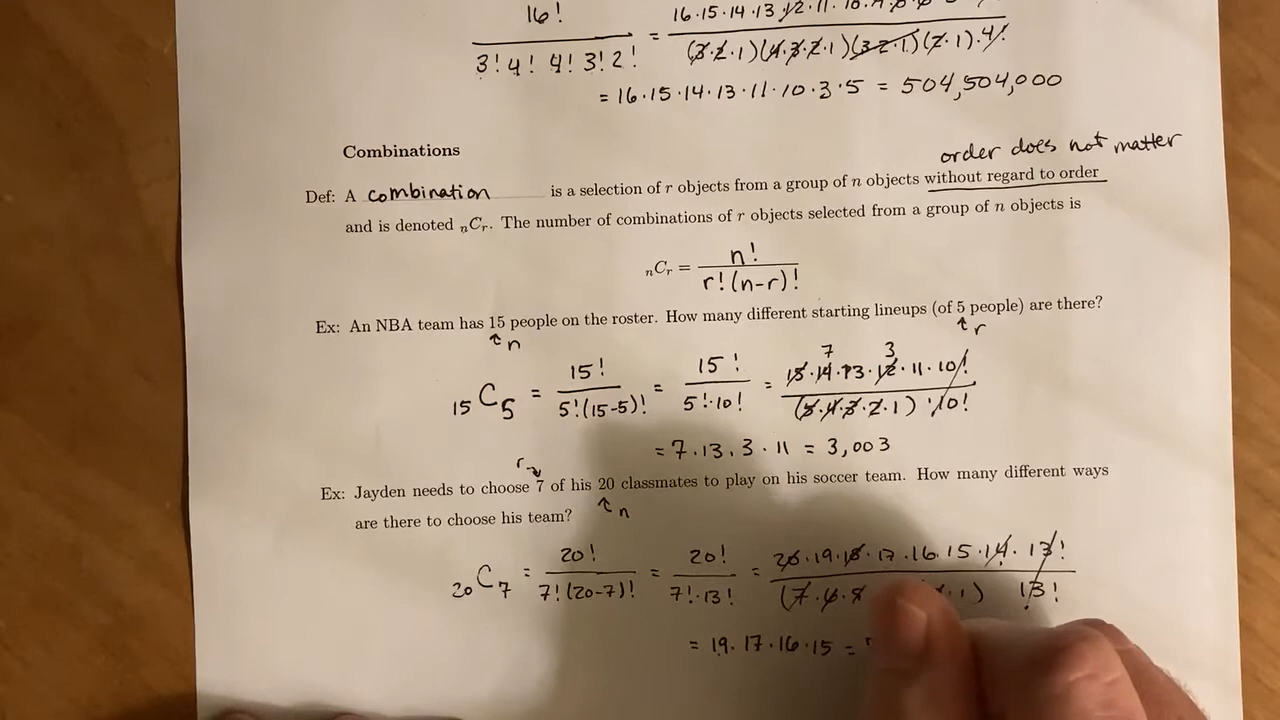 16!
3! 4! 4! 3! 2!
= 16·15·14·13·12·11·10
(3·2·1)(4·3·2·1)(3·2·1)(2·1)·4!
= 16·15·14·13·11·10·3·5 = 504,504,000
Combinations
order does not matter
Def: A combination is a selection of r objects from a group of n objects without regard to order
and is denoted nCr. The number of combinations of r objects selected from a group of n objects is
nCr = n!
r!(n-r)!
Ex: An NBA team has 15 people on the roster. How many different starting lineups (of 5 people) are there?
↑ n
↑ r
7 3
15C5 = 15! / 5!(15-5)! = 15! / 5!·10! = 15·14·13·12·11·10! / (5·4·3·2·1)·10!
= 7·13·3·11 = 3,003
r
Ex: Jayden needs to choose 7 of his 20 classmates to play on his soccer team. How many different ways
are there to choose his team?
↑ n
20C7 = 20! / 7!(20-7)! = 20! / 7!·13! = 20·19·18·17·16·15·14·13! / (7·6·5 ·1) 13!
= 19·17·16·15 =